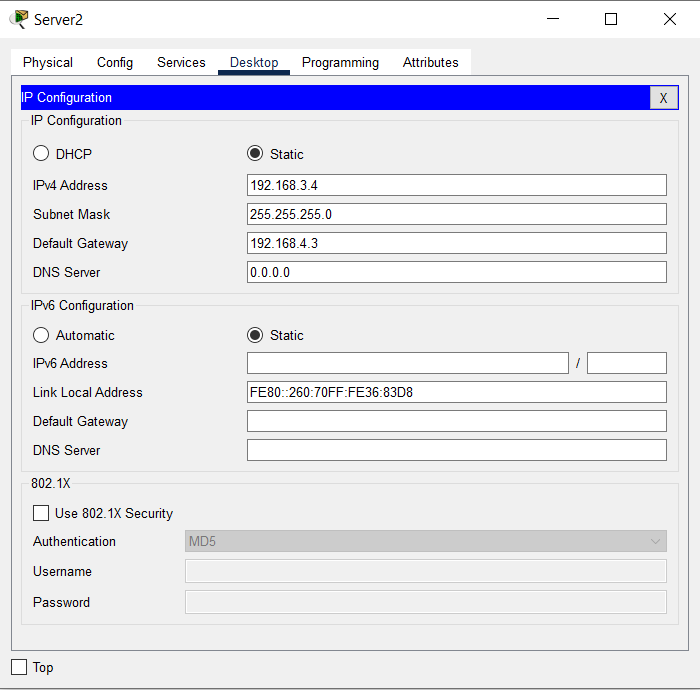 Server2
Physical Config Services Desktop Programming Attributes
IP Configuration X
IP Configuration
DHCP Static
IPv4 Address 192.168.3.4
Subnet Mask 255.255.255.0
Default Gateway 192.168.4.3
DNS Server 0.0.0.0
IPv6 Configuration
Automatic Static
IPv6 Address /
Link Local Address FE80::260:70FF:FE36:83D8
Default Gateway
DNS Server
802.1X
Use 802.1X Security
Authentication MD5
Username
Password
Top